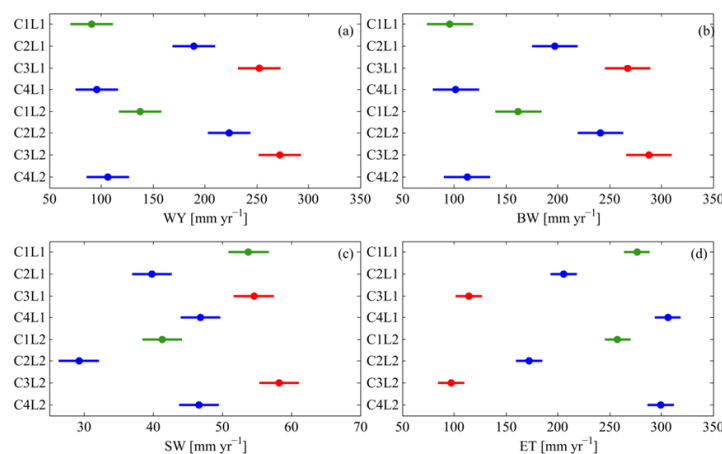 C1L1
C2L1
C3L1
C4L1
C1L2
C2L2
C3L2
C4L2
(a)
50 100 150 200 250 300 350
WY [mm yr⁻¹]
C1L1
C2L1
C3L1
C4L1
C1L2
C2L2
C3L2
C4L2
(b)
50 100 150 200 250 300 350
BW [mm yr⁻¹]
C1L1
C2L1
C3L1
C4L1
C1L2
C2L2
C3L2
C4L2
(c)
30 40 50 60 70
SW [mm yr⁻¹]
C1L1
C2L1
C3L1
C4L1
C1L2
C2L2
C3L2
C4L2
(d)
50 100 150 200 250 300 350
ET [mm yr⁻¹]